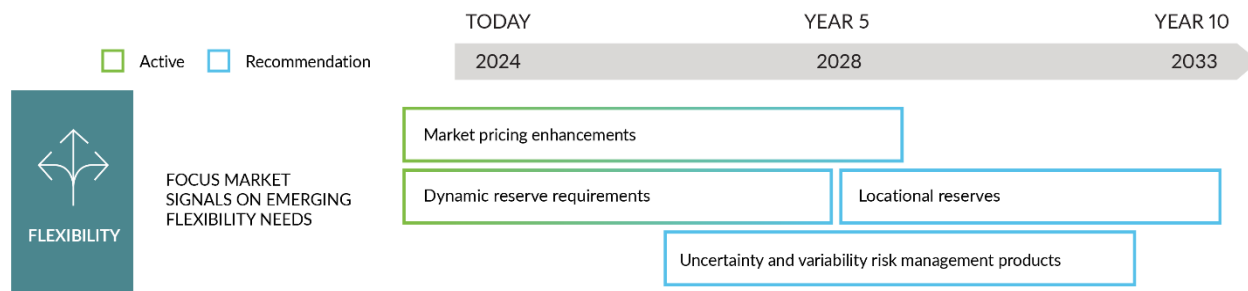 TODAY YEAR 5 YEAR 10
Active Recommendation 2024 2028 2033
Market pricing enhancements
FOCUS MARKET
SIGNALS ON EMERGING
FLEXIBILITY NEEDS
Dynamic reserve requirements Locational reserves
FLEXIBILITY
Uncertainty and variability risk management products